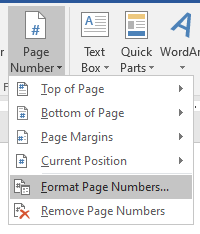 Page
Number
Text
Box
Quick
Parts
WordArt
Top of Page
Bottom of Page
Page Margins
Current Position
Format Page Numbers...
Remove Page Numbers